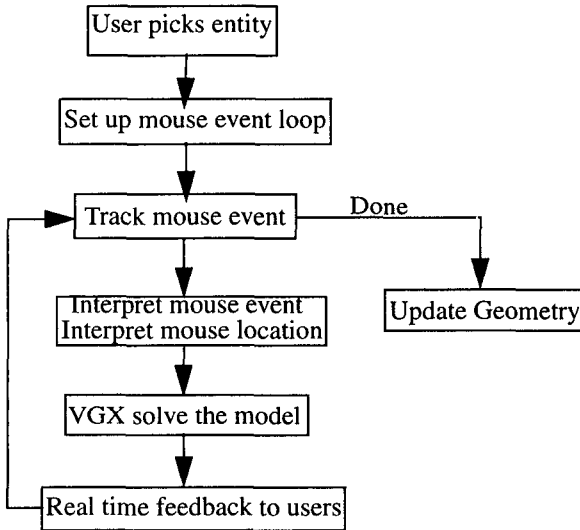 User picks entity
Set up mouse event loop
Track mouse event
Done
Interpret mouse event
Interpret mouse location
Update Geometry
VGX solve the model
Real time feedback to users